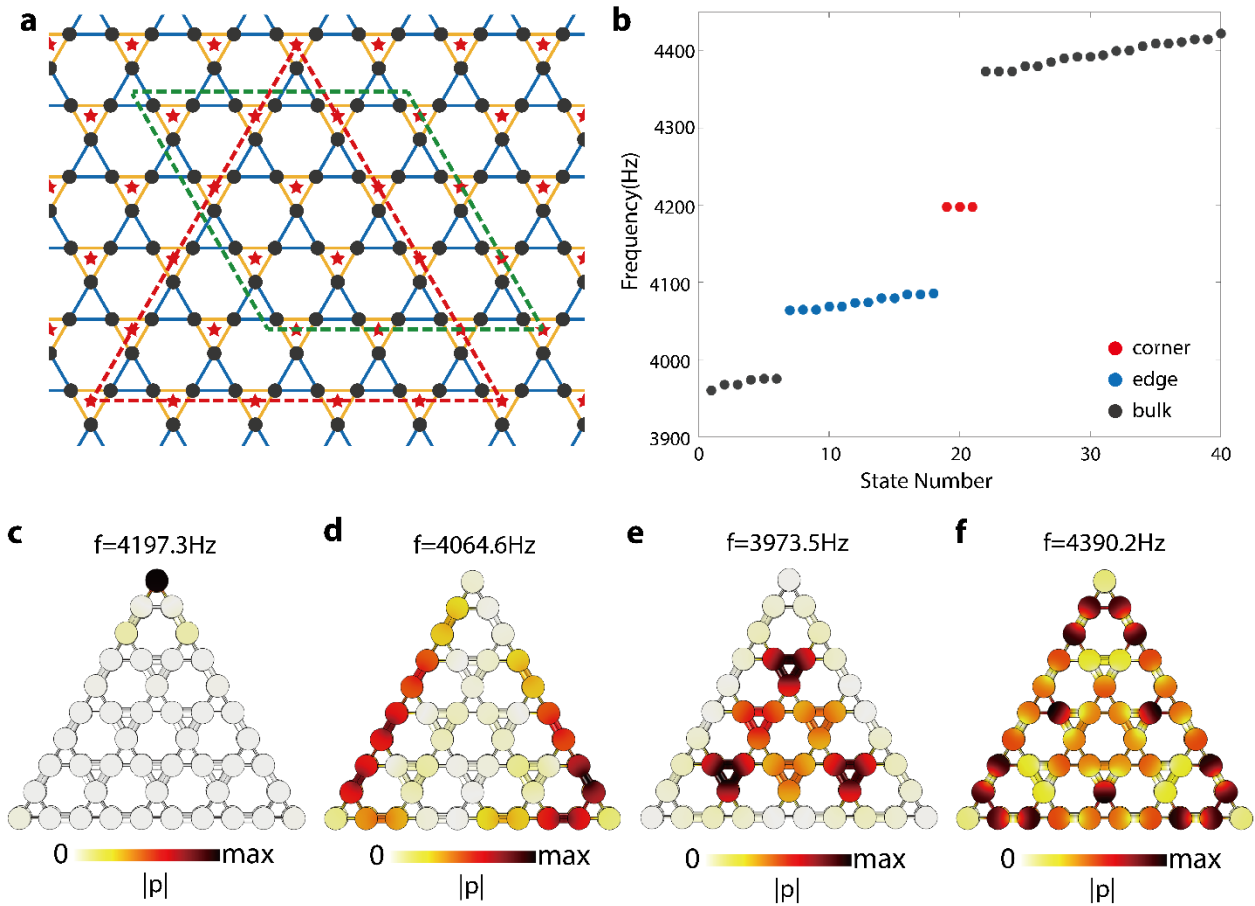 a
b
4400
4300
4200
4100
4000
3900
Frequency(Hz)
0
10
20
30
40
State Number
corner
edge
bulk
c
f=4197.3Hz
d
f=4064.6Hz
e
f=3973.5Hz
f
f=4390.2Hz
0 max
|p|
0 max
|p|
0 max
|p|
0 max
|p|